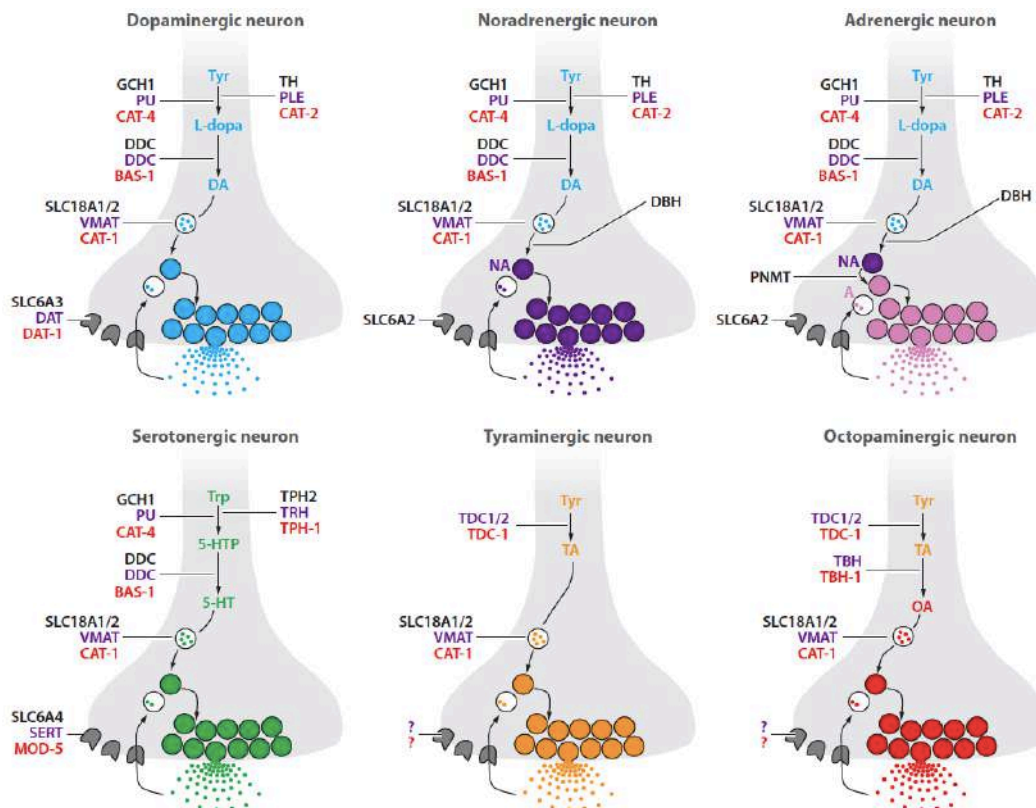 Dopaminergic neuron
Tyr
GCH1
PU
CAT-4
TH
PLE
CAT-2
L-dopa
DDC
DDC
BAS-1
DA
SLC18A1/2
VMAT
CAT-1
SLC6A3
DAT
DAT-1
Noradrenergic neuron
Tyr
GCH1
PU
CAT-4
TH
PLE
CAT-2
L-dopa
DDC
DDC
BAS-1
DA
SLC18A1/2
VMAT
CAT-1
DBH
NA
SLC6A2
Adrenergic neuron
Tyr
GCH1
PU
CAT-4
TH
PLE
CAT-2
L-dopa
DDC
DDC
BAS-1
DA
SLC18A1/2
VMAT
CAT-1
DBH
NA
PNMT
A
SLC6A2
Serotonergic neuron
Trp
GCH1
PU
CAT-4
TPH2
TRH
TPH-1
5-HTP
DDC
DDC
BAS-1
5-HT
SLC18A1/2
VMAT
CAT-1
SLC6A4
SERT
MOD-5
Tyraminergic neuron
Tyr
TDC1/2
TDC-1
TA
SLC18A1/2
VMAT
CAT-1
?
?
Octopaminergic neuron
Tyr
TDC1/2
TDC-1
TA
TBH
TBH-1
OA
SLC18A1/2
VMAT
CAT-1
?
?